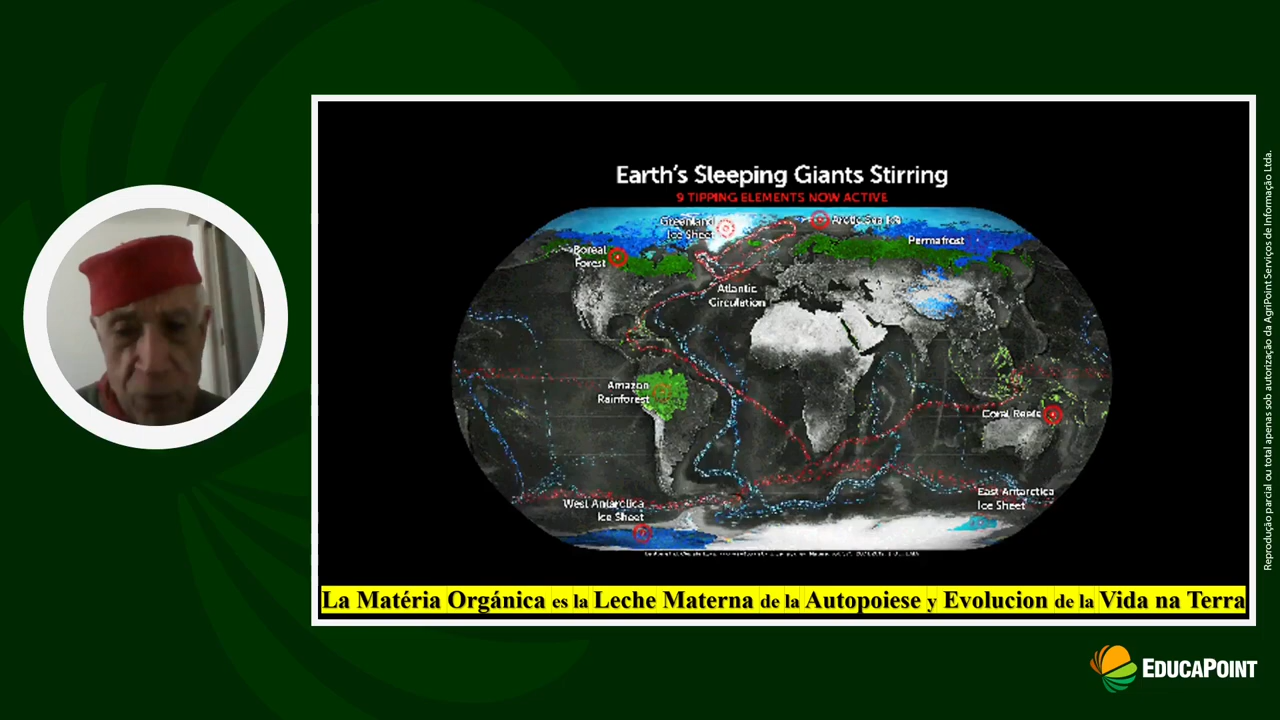 Earth's Sleeping Giants Stirring
9 TIPPING ELEMENTS NOW ACTIVE
Greenland
Ice Sheet
Arctic Sea Ice
Permafrost
Boreal
Forest
Atlantic
Circulation
Amazon
Rainforest
Coral Reefs
West Antarctica
Ice Sheet
East Antarctica
Ice Sheet
La Matéria Orgánica es la Leche Materna de la Autopoiese y Evolucion de la Vida na Terra
EDUCAPOINT
Reprodução parcial ou total apenas sob autorização da AgriPoint Serviços de Informação Ltda.